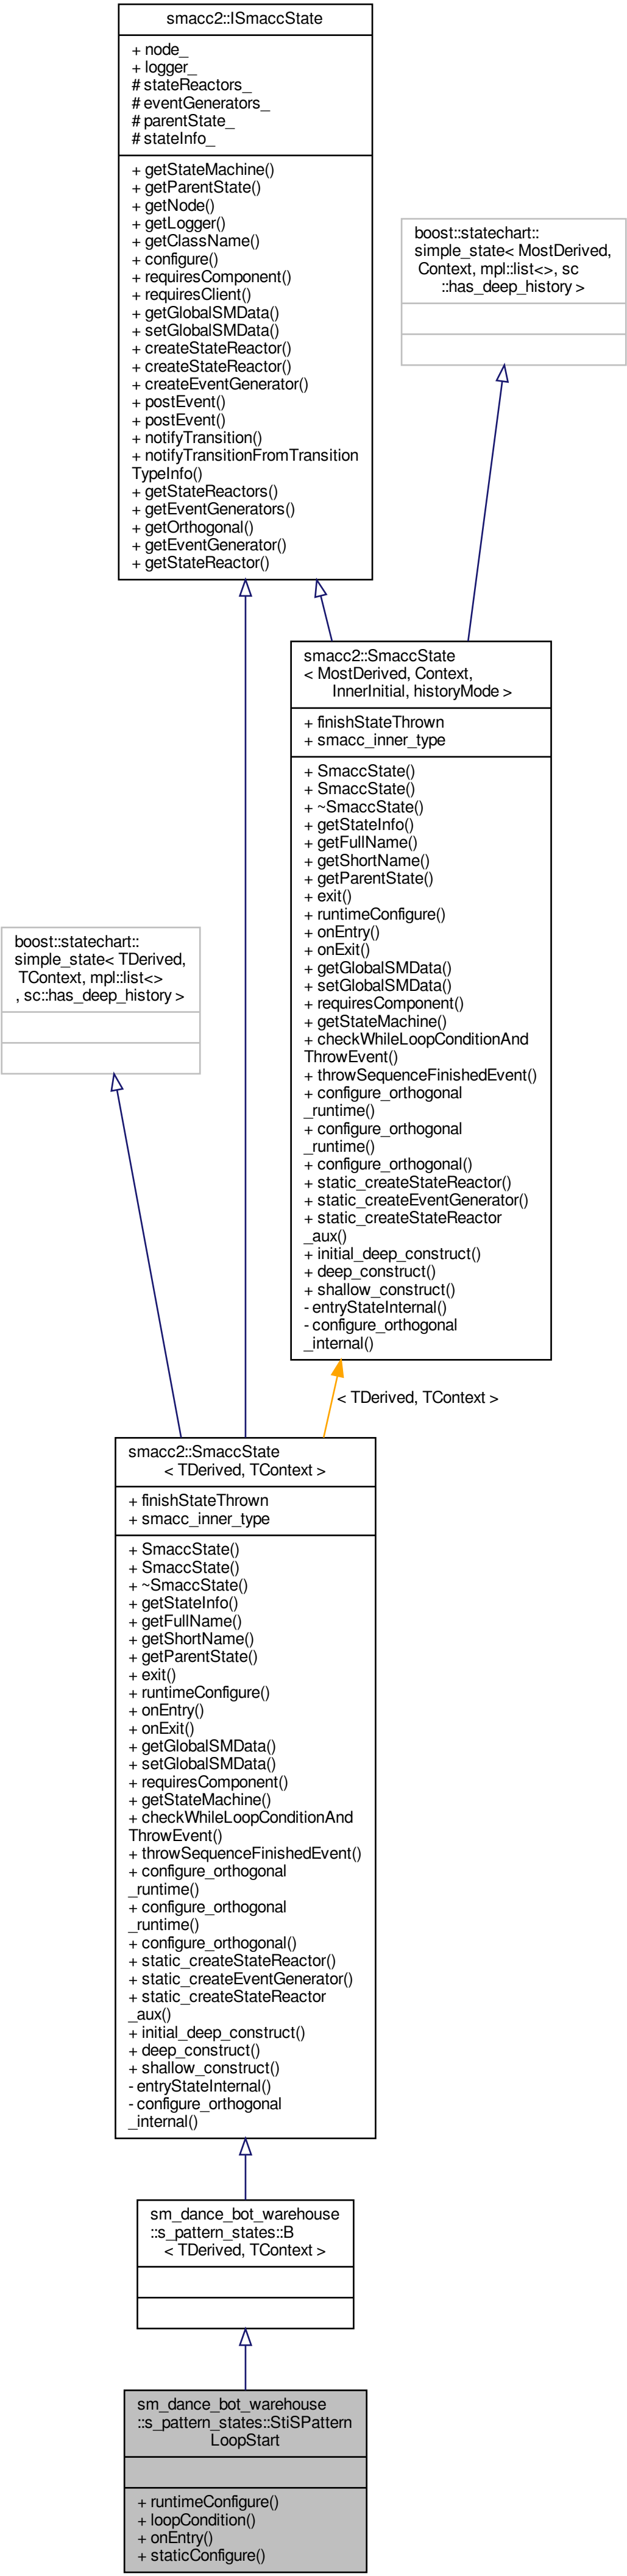 smacc2::ISmaccState
+ node_
+ logger_
# stateReactors_
# eventGenerators_
# parentState_
# stateInfo_
+ getStateMachine()
+ getParentState()
+ getNode()
+ getLogger()
+ getClassName()
+ configure()
+ requiresComponent()
+ requiresClient()
+ getGlobalSMData()
+ setGlobalSMData()
+ createStateReactor()
+ createStateReactor()
+ createEventGenerator()
+ postEvent()
+ postEvent()
+ notifyTransition()
+ notifyTransitionFromTransition
TypeInfo()
+ getStateReactors()
+ getEventGenerators()
+ getOrthogonal()
+ getEventGenerator()
+ getStateReactor()
boost::statechart::
simple_state< MostDerived,
Context, mpl::list<>, sc
::has_deep_history >
smacc2::SmaccState
< MostDerived, Context,
InnerInitial, historyMode >
+ finishStateThrown
+ smacc_inner_type
+ SmaccState()
+ SmaccState()
+ ~SmaccState()
+ getStateInfo()
+ getFullName()
+ getShortName()
+ getParentState()
+ exit()
+ runtimeConfigure()
+ onEntry()
+ onExit()
+ getGlobalSMData()
+ setGlobalSMData()
+ requiresComponent()
+ getStateMachine()
+ checkWhileLoopConditionAnd
ThrowEvent()
+ throwSequenceFinishedEvent()
+ configure_orthogonal
_runtime()
+ configure_orthogonal
_runtime()
+ configure_orthogonal()
+ static_createStateReactor()
+ static_createEventGenerator()
+ static_createStateReactor
_aux()
+ initial_deep_construct()
+ deep_construct()
+ shallow_construct()
- entryStateInternal()
- configure_orthogonal
_internal()
boost::statechart::
simple_state< TDerived,
TContext, mpl::list<>
, sc::has_deep_history >
< TDerived, TContext >
smacc2::SmaccState
< TDerived, TContext >
+ finishStateThrown
+ smacc_inner_type
+ SmaccState()
+ SmaccState()
+ ~SmaccState()
+ getStateInfo()
+ getFullName()
+ getShortName()
+ getParentState()
+ exit()
+ runtimeConfigure()
+ onEntry()
+ onExit()
+ getGlobalSMData()
+ setGlobalSMData()
+ requiresComponent()
+ getStateMachine()
+ checkWhileLoopConditionAnd
ThrowEvent()
+ throwSequenceFinishedEvent()
+ configure_orthogonal
_runtime()
+ configure_orthogonal
_runtime()
+ configure_orthogonal()
+ static_createStateReactor()
+ static_createEventGenerator()
+ static_createStateReactor
_aux()
+ initial_deep_construct()
+ deep_construct()
+ shallow_construct()
- entryStateInternal()
- configure_orthogonal
_internal()
sm_dance_bot_warehouse
::s_pattern_states::B
< TDerived, TContext >
sm_dance_bot_warehouse
::s_pattern_states::StiSPattern
LoopStart
+ runtimeConfigure()
+ loopCondition()
+ onEntry()
+ staticConfigure()